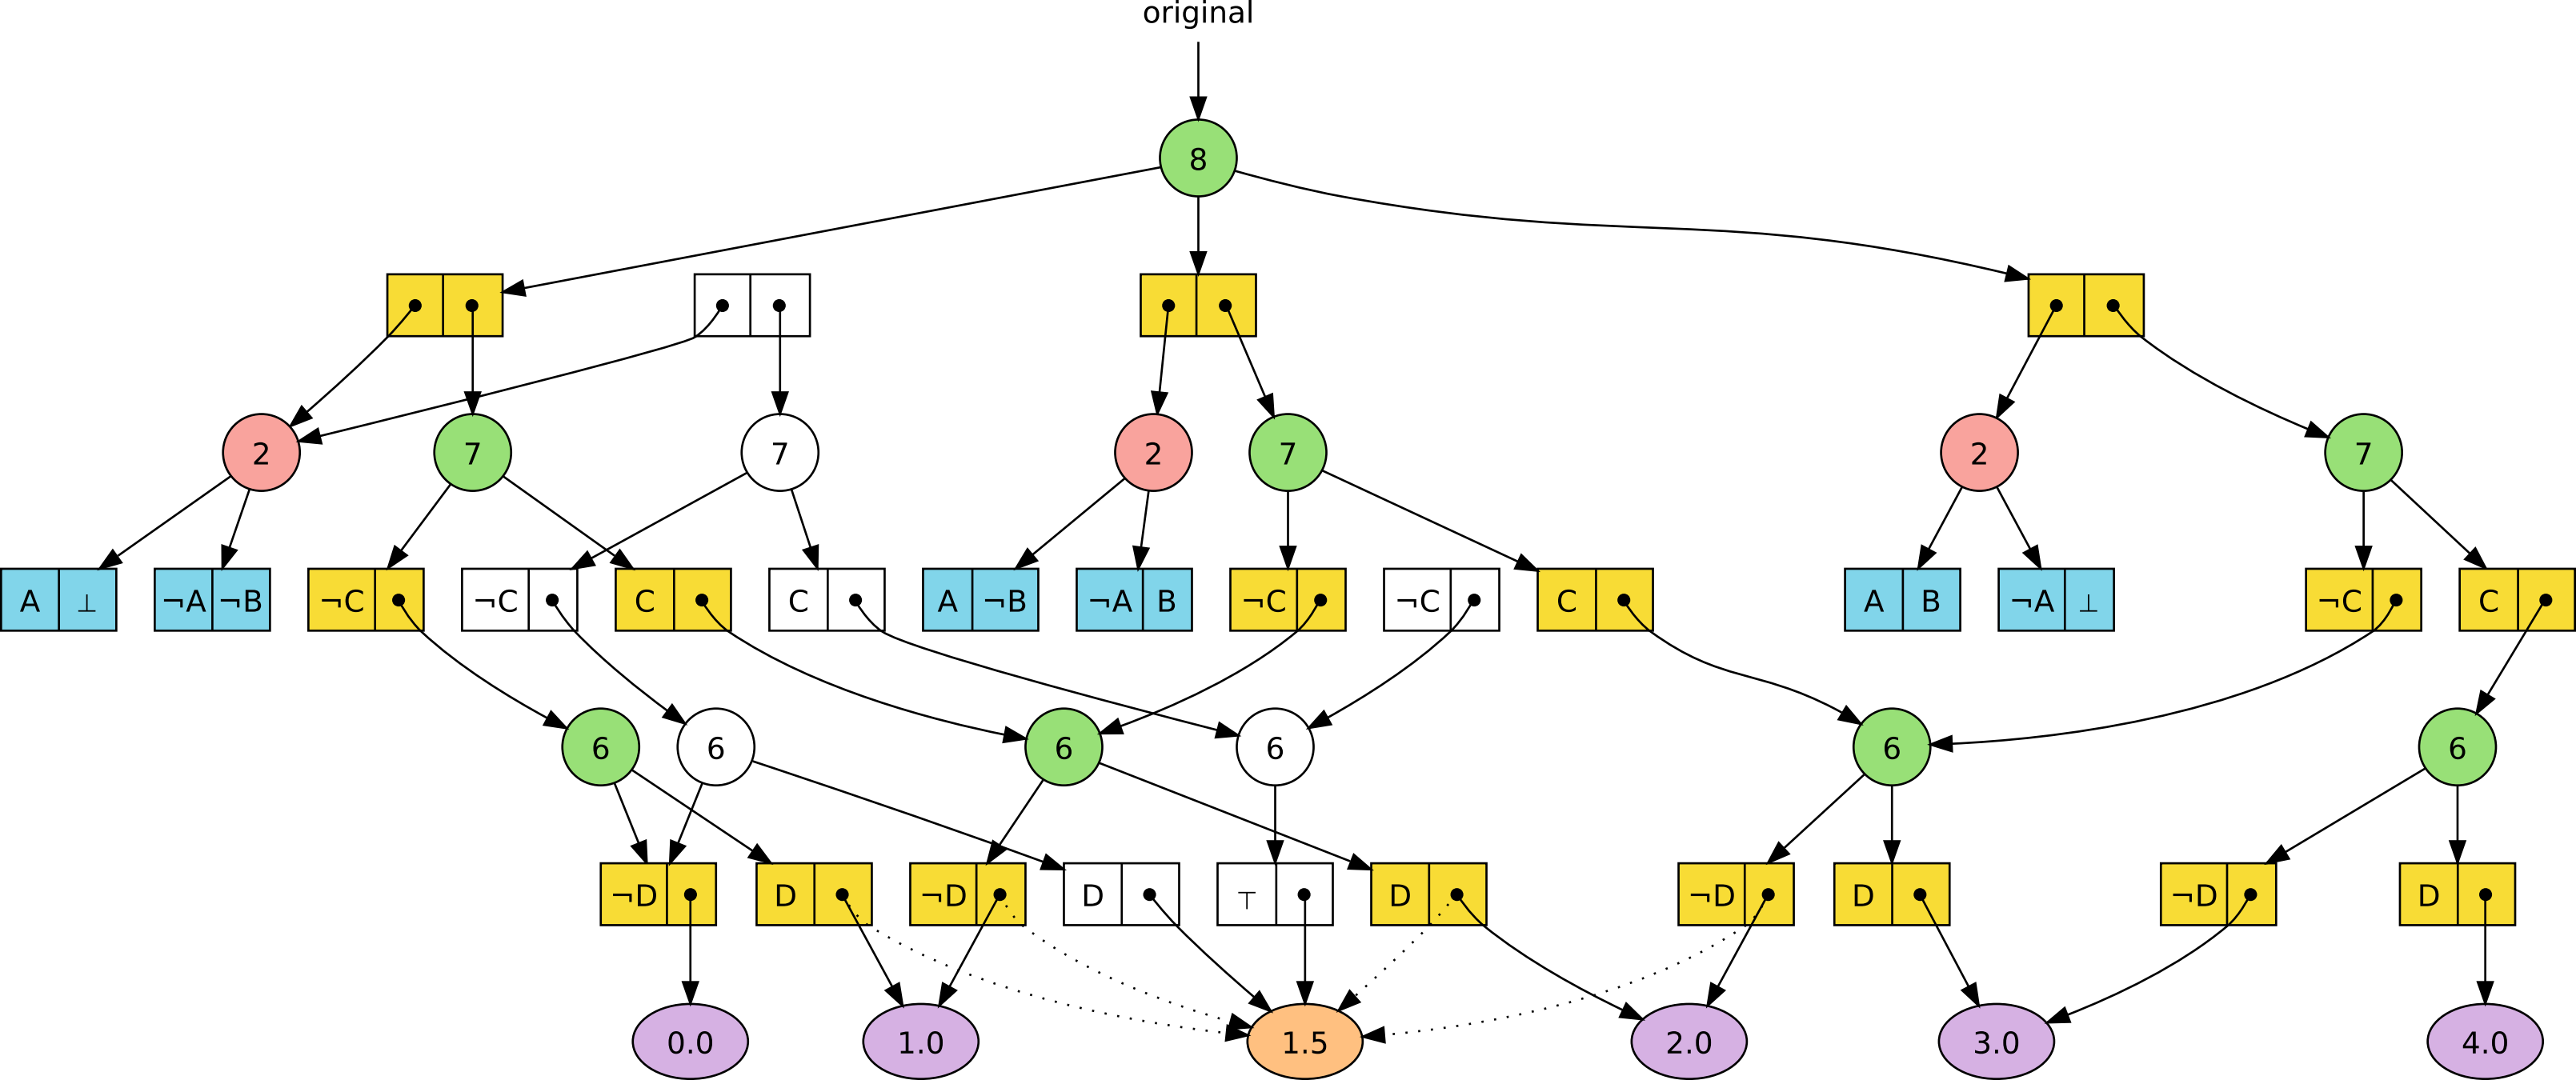 original
8
2 7 7 2 7 2 7
A ⊥ ¬A ¬B ¬C ¬C C C A ¬B ¬A B ¬C ¬C C A B ¬A ⊥ ¬C C
6 6 6 6 6 6
¬D D ¬D D ⊤ D ¬D D ¬D D
0.0 1.0 1.5 2.0 3.0 4.0